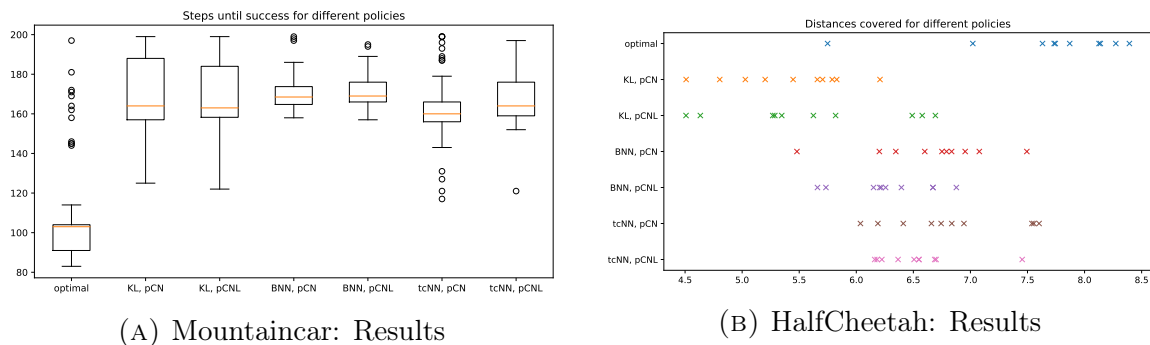 Steps until success for different policies
200
180
160
140
120
100
80
optimal KL, pCN KL, pCNL BNN, pCN BNN, pCNL tcNN, pCN tcNN, pCNL
(A) Mountaincar: Results
Distances covered for different policies
optimal
KL, pCN
KL, pCNL
BNN, pCN
BNN, pCNL
tcNN, pCN
tcNN, pCNL
4.5 5.0 5.5 6.0 6.5 7.0 7.5 8.0 8.5
(B) HalfCheetah: Results